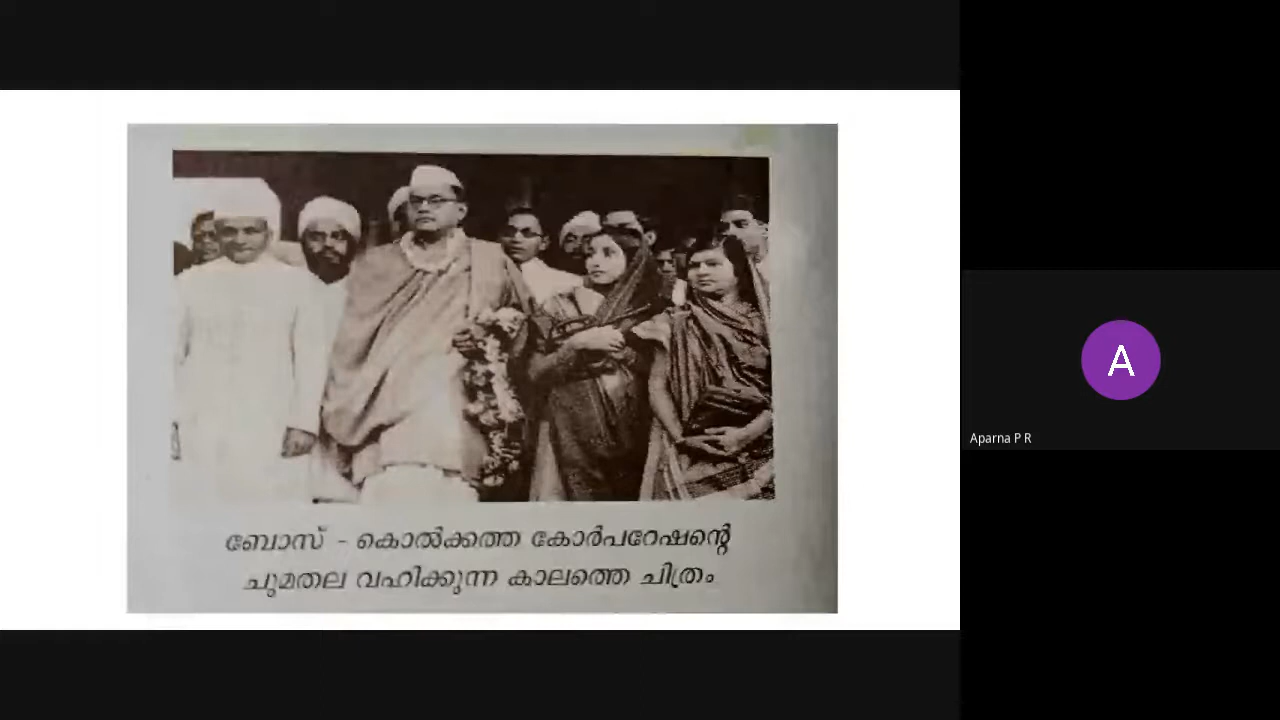 ബോസ് - കൊൽക്കത്ത കോർപറേഷന്റെ
ചുമതല വഹിക്കുന്ന കാലത്തെ ചിത്രം
A
Aparna P R